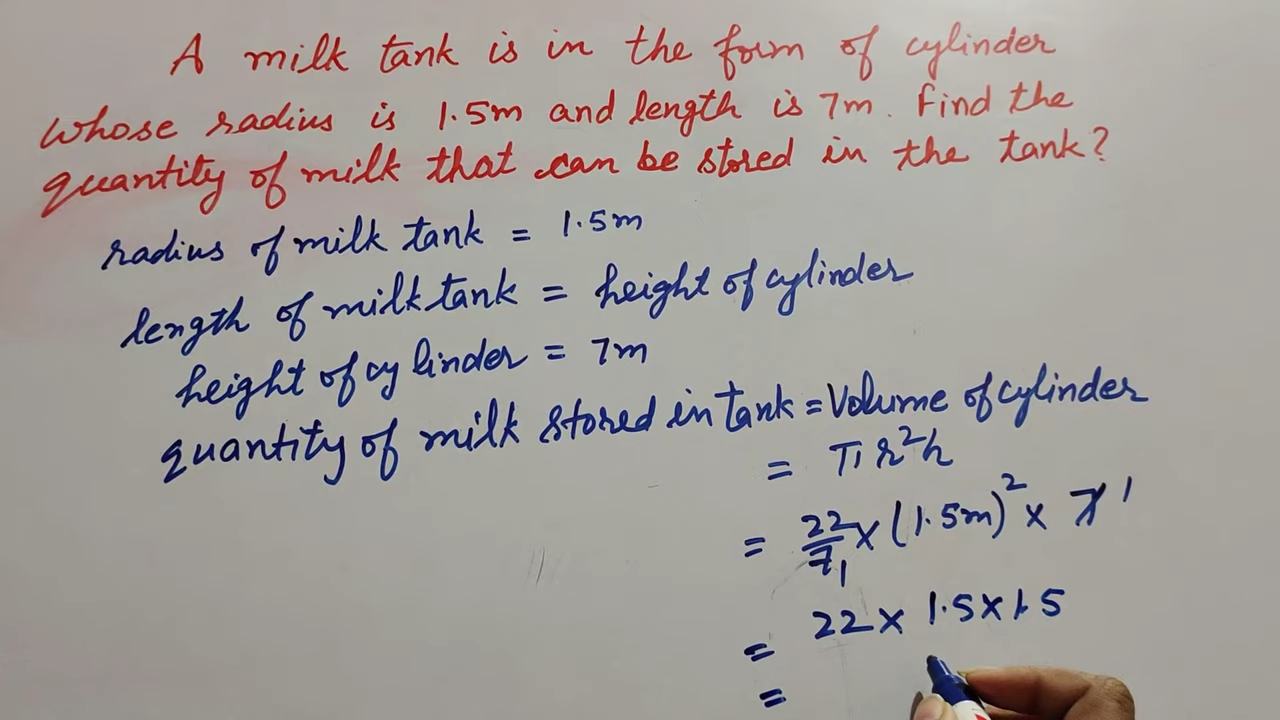 A milk tank is in the form of cylinder
whose radius is 1.5m and length is 7m. Find the
quantity of milk that can be stored in the tank?
radius of milk tank = 1.5m
length of milk tank = height of cylinder
height of cylinder = 7m
quantity of milk stored in tank = Volume of cylinder
= πr²h
= 22/7 1 × (1.5m)² × 7 1
= 22 × 1.5 × 1.5
=